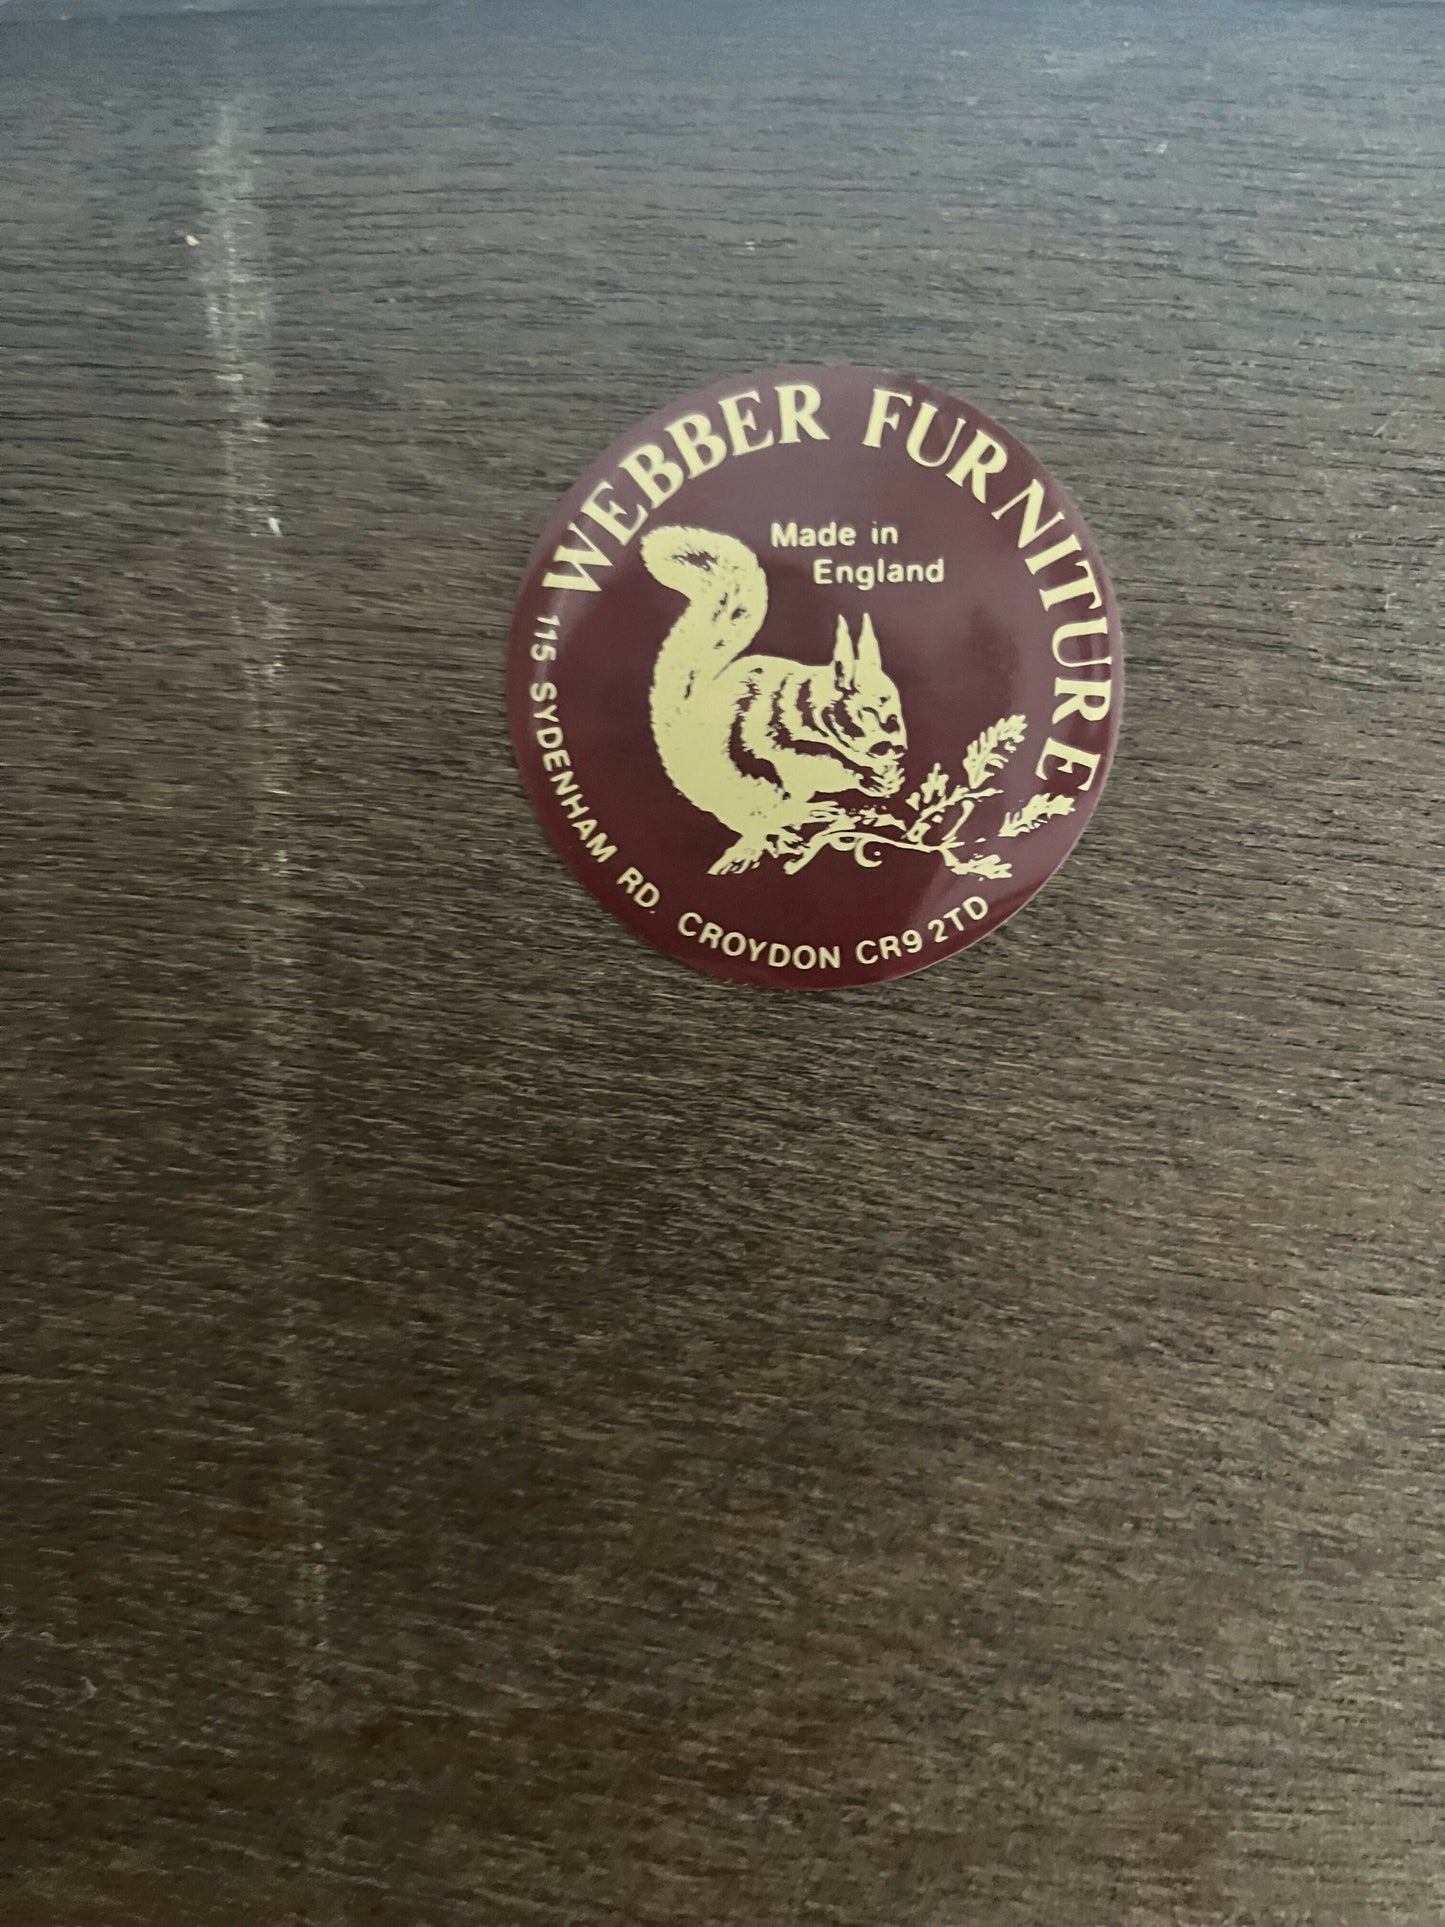 WEBBER FURNITURE
Made in
England
115 SYDENHAM RD. CROYDON CR9 2TD